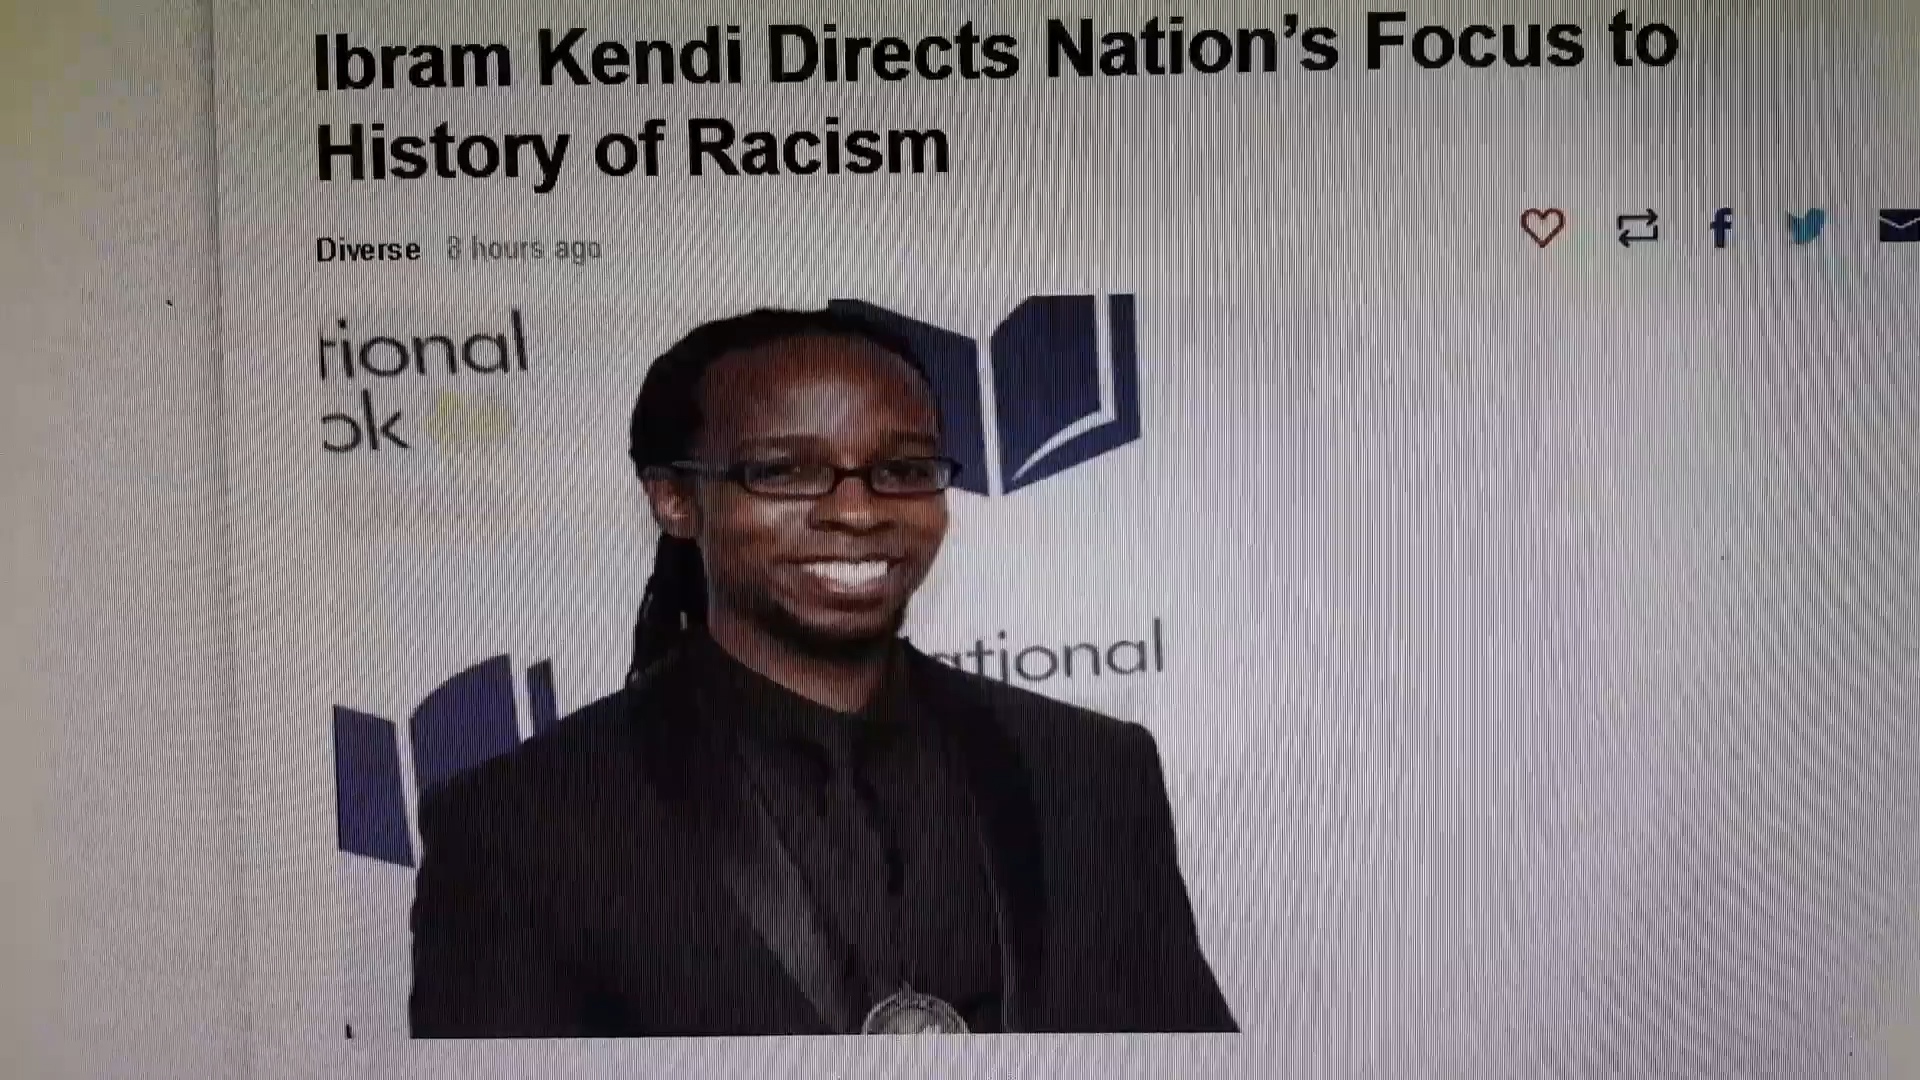 Ibram Kendi Directs Nation’s Focus to
History of Racism
Diverse 8 hours ago
tional
ok
ational